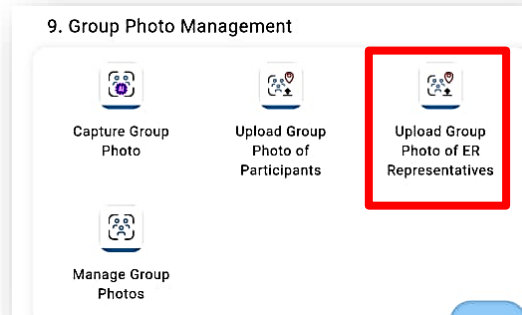 9. Group Photo Management
Capture Group
Photo
Upload Group
Photo of
Participants
Upload Group
Photo of ER
Representatives
Manage Group
Photos